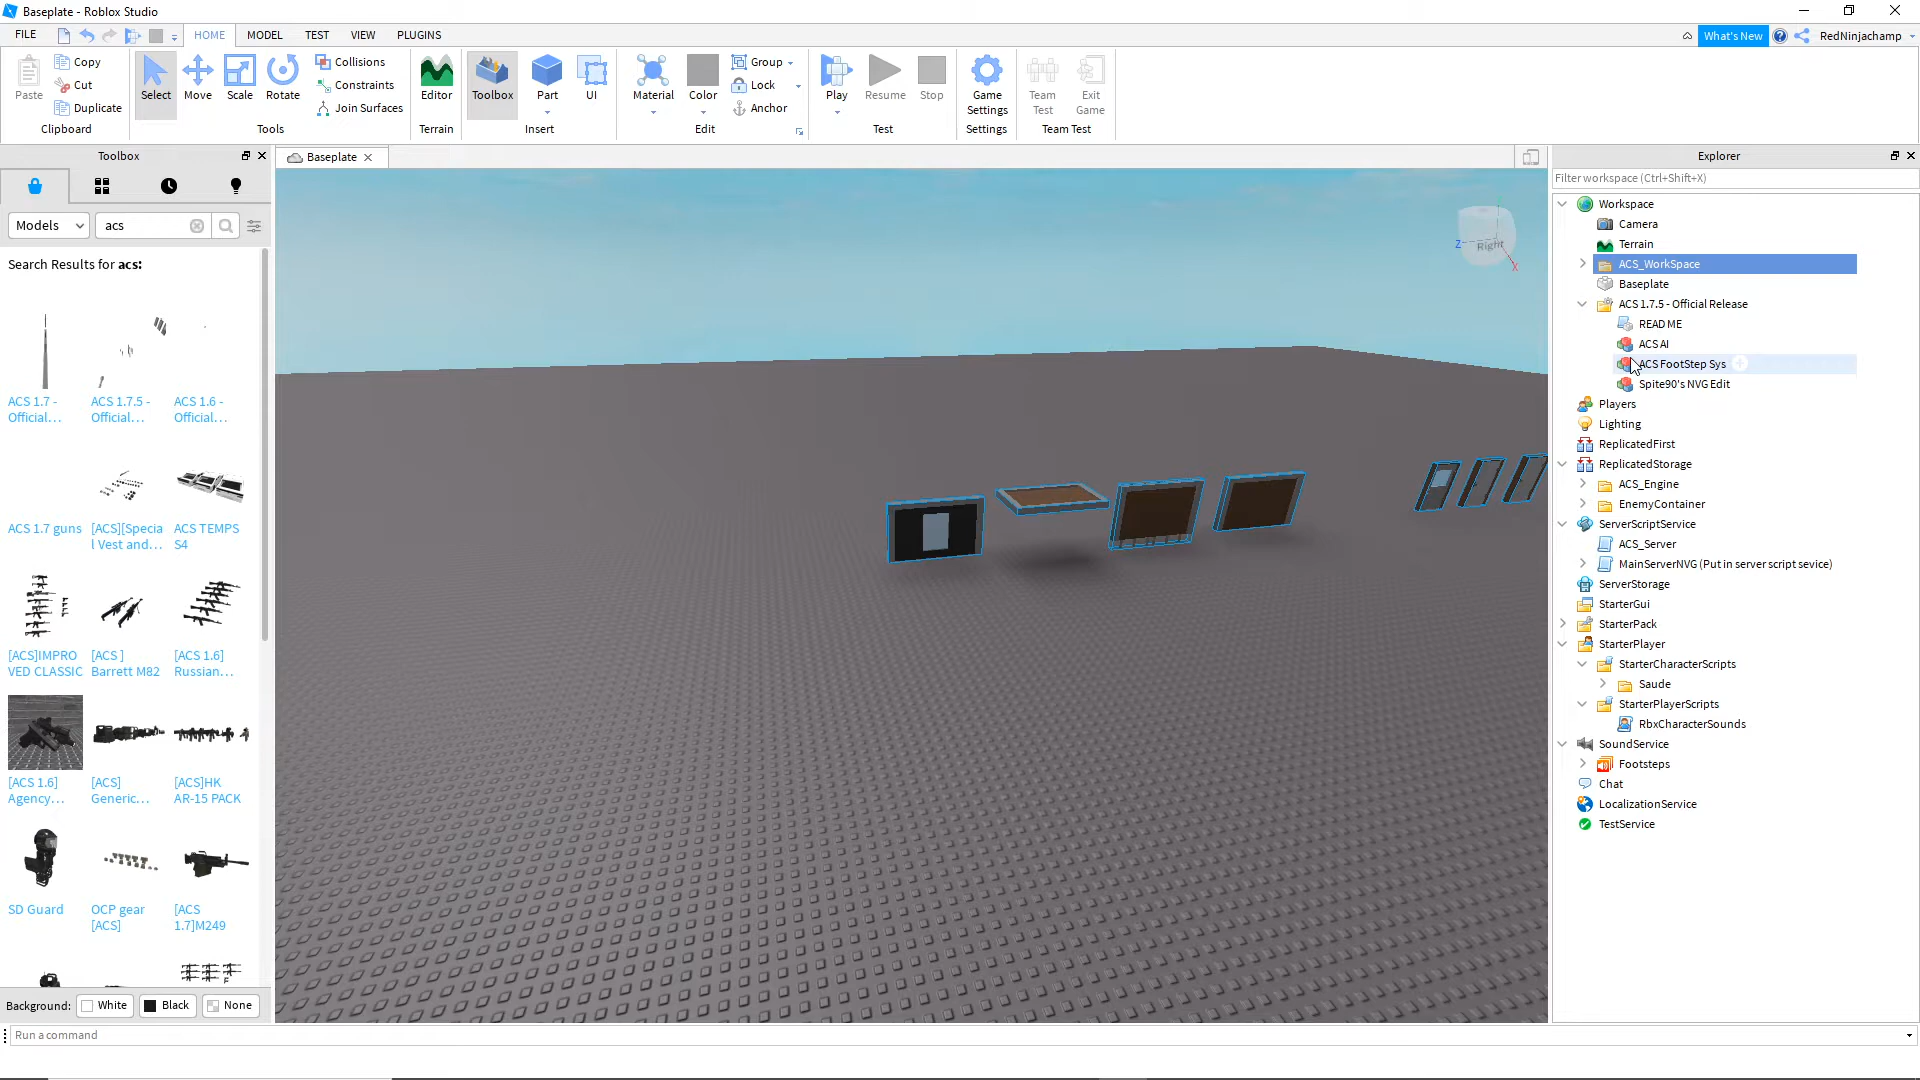 Baseplate - Roblox Studio
FILE HOME MODEL TEST VIEW PLUGINS What's New RedNinjachamp
Paste
Copy
Cut
Duplicate
Clipboard
Select
Move
Scale
Rotate
Collisions
Constraints
Join Surfaces
Tools
Editor
Terrain
Toolbox
Part
UI
Insert
Material
Color
Group
Lock
Anchor
Edit
Play
Resume
Stop
Test
Game
Settings
Settings
Team
Test
Exit
Game
Team Test
Toolbox
Models
acs
Search Results for acs:
ACS 1.7 -
Official...
ACS 1.7.5 -
Official...
ACS 1.6 -
Official...
ACS 1.7 guns
[ACS][Specia
l Vest and...
ACS TEMPS
S4
[ACS]IMPRO
VED CLASSIC
[ACS ]
Barrett M82
[ACS 1.6]
Russian...
[ACS 1.6]
Agency...
[ACS]
Generic...
[ACS]HK
AR-15 PACK
SD Guard
OCP gear
[ACS]
[ACS
1.7]M249
Background: White Black None
Run a command
Baseplate
Right
Z
X
Explorer
Filter workspace (Ctrl+Shift+X)
Workspace
Camera
Terrain
ACS_WorkSpace
Baseplate
ACS 1.7.5 - Official Release
READ ME
ACS AI
ACS FootStep Sys
Spite90's NVG Edit
Players
Lighting
ReplicatedFirst
ReplicatedStorage
ACS_Engine
EnemyContainer
ServerScriptService
ACS_Server
MainServerNVG (Put in server script sevice)
ServerStorage
StarterGui
StarterPack
StarterPlayer
StarterCharacterScripts
Saude
StarterPlayerScripts
RbxCharacterSounds
SoundService
Footsteps
Chat
LocalizationService
TestService